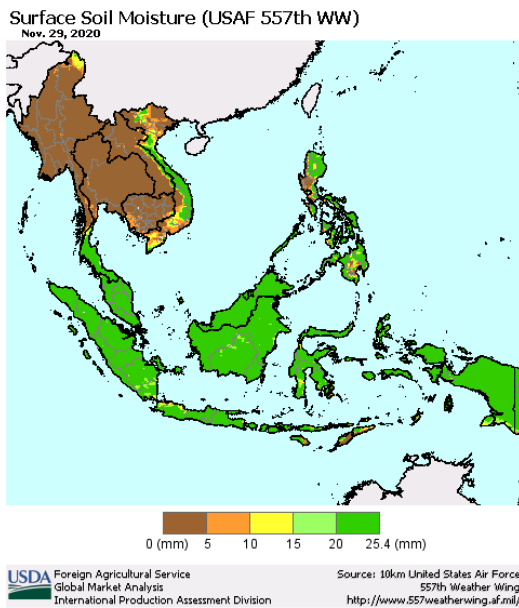 Surface Soil Moisture (USAF 557th WW)
Nov. 29, 2020
0 (mm) 5 10 15 20 25.4 (mm)
USDA Foreign Agricultural Service
Global Market Analysis
International Production Assessment Division
Source: 10km United States Air Force
557th Weather Wing
http://www.557weatherwing.af.mil/